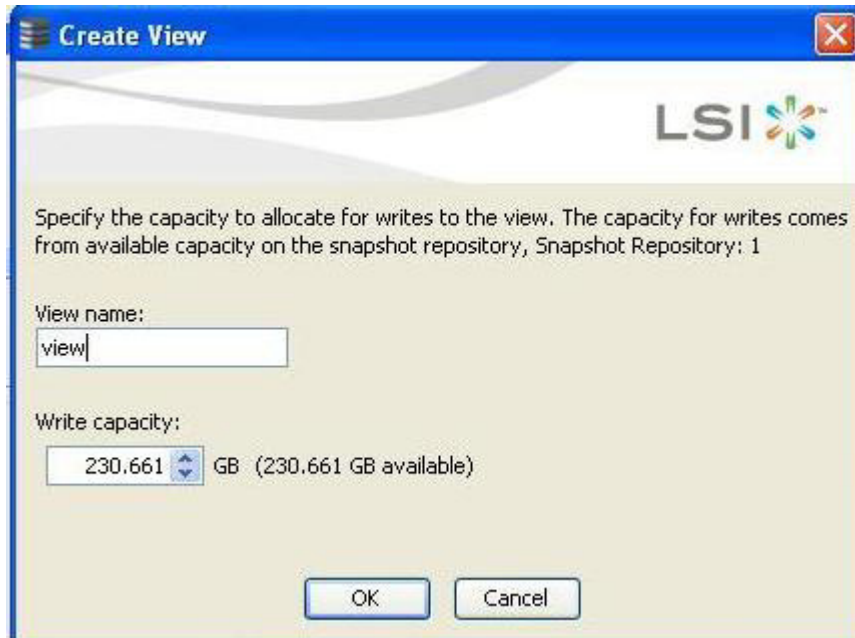 Create View
LSI™
Specify the capacity to allocate for writes to the view. The capacity for writes comes
from available capacity on the snapshot repository, Snapshot Repository: 1
View name:
view
Write capacity:
230.661 GB (230.661 GB available)
OK Cancel